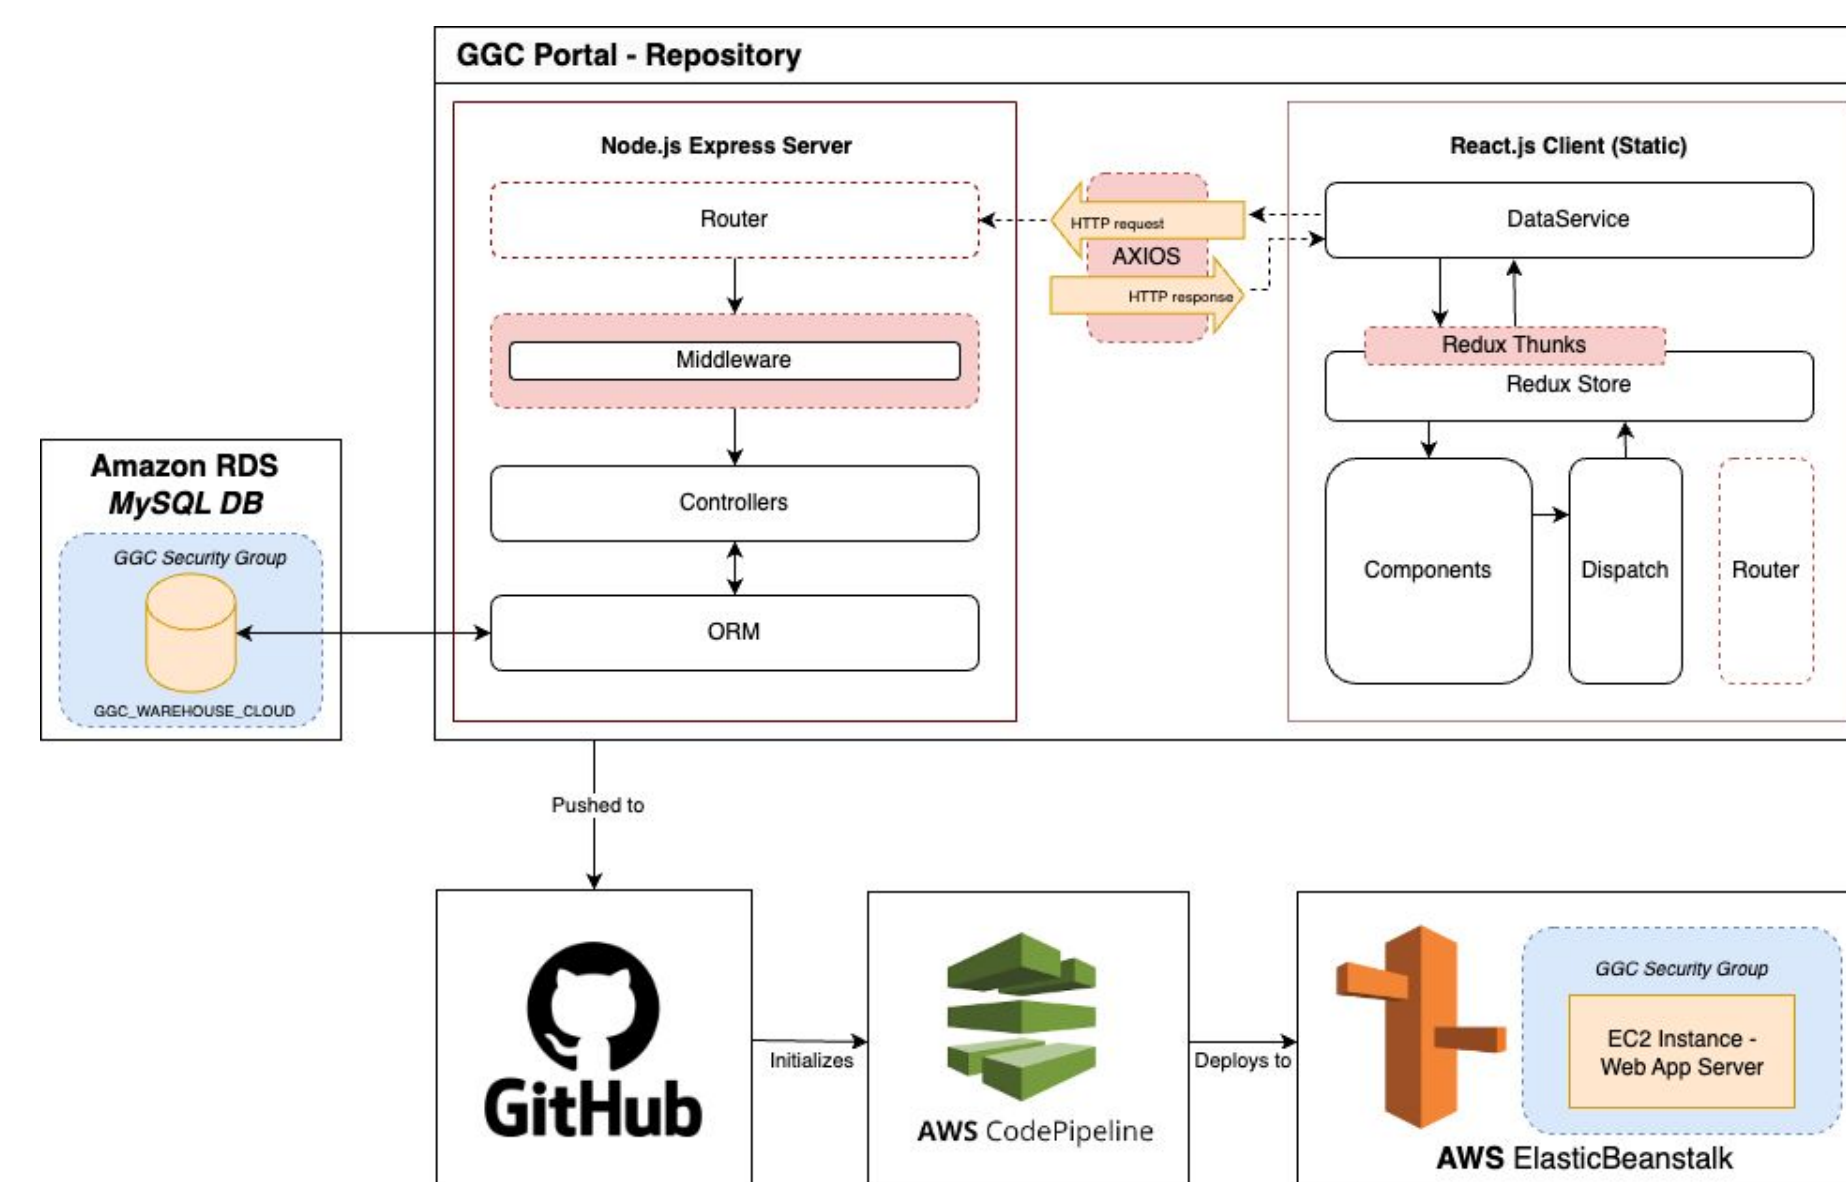 GGC Portal - Repository
Node.js Express Server
Router
Middleware
Controllers
ORM
HTTP request
AXIOS
HTTP response
React.js Client (Static)
DataService
Redux Thunks
Redux Store
Components
Dispatch
Router
Amazon RDS
MySQL DB
GGC Security Group
GGC_WAREHOUSE_CLOUD
Pushed to
GitHub
Initializes
AWS CodePipeline
Deploys to
GGC Security Group
EC2 Instance -
Web App Server
AWS ElasticBeanstalk